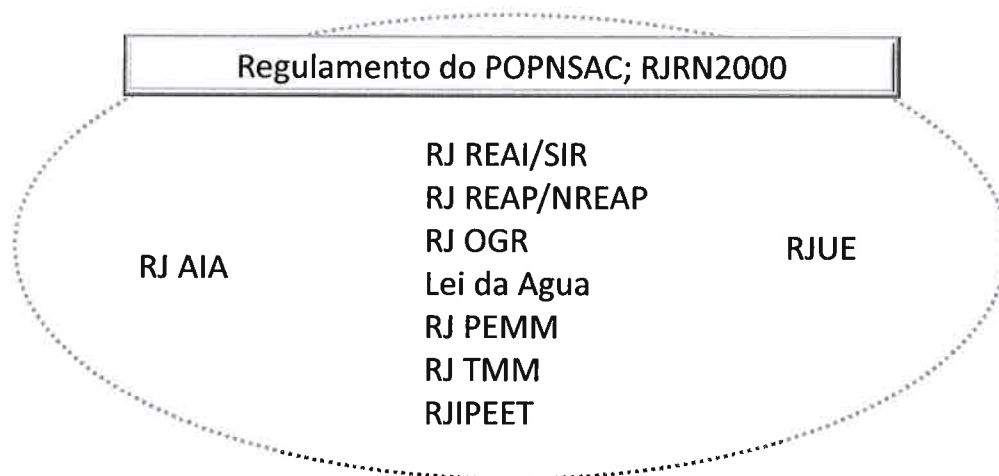 Regulamento do POPNSAC; RJRN2000
RJ REAI/SIR
RJ REAP/NREAP
RJ OGR
Lei da Agua
RJ PEMM
RJ TMM
RJIPEET
RJ AIA
RJUE